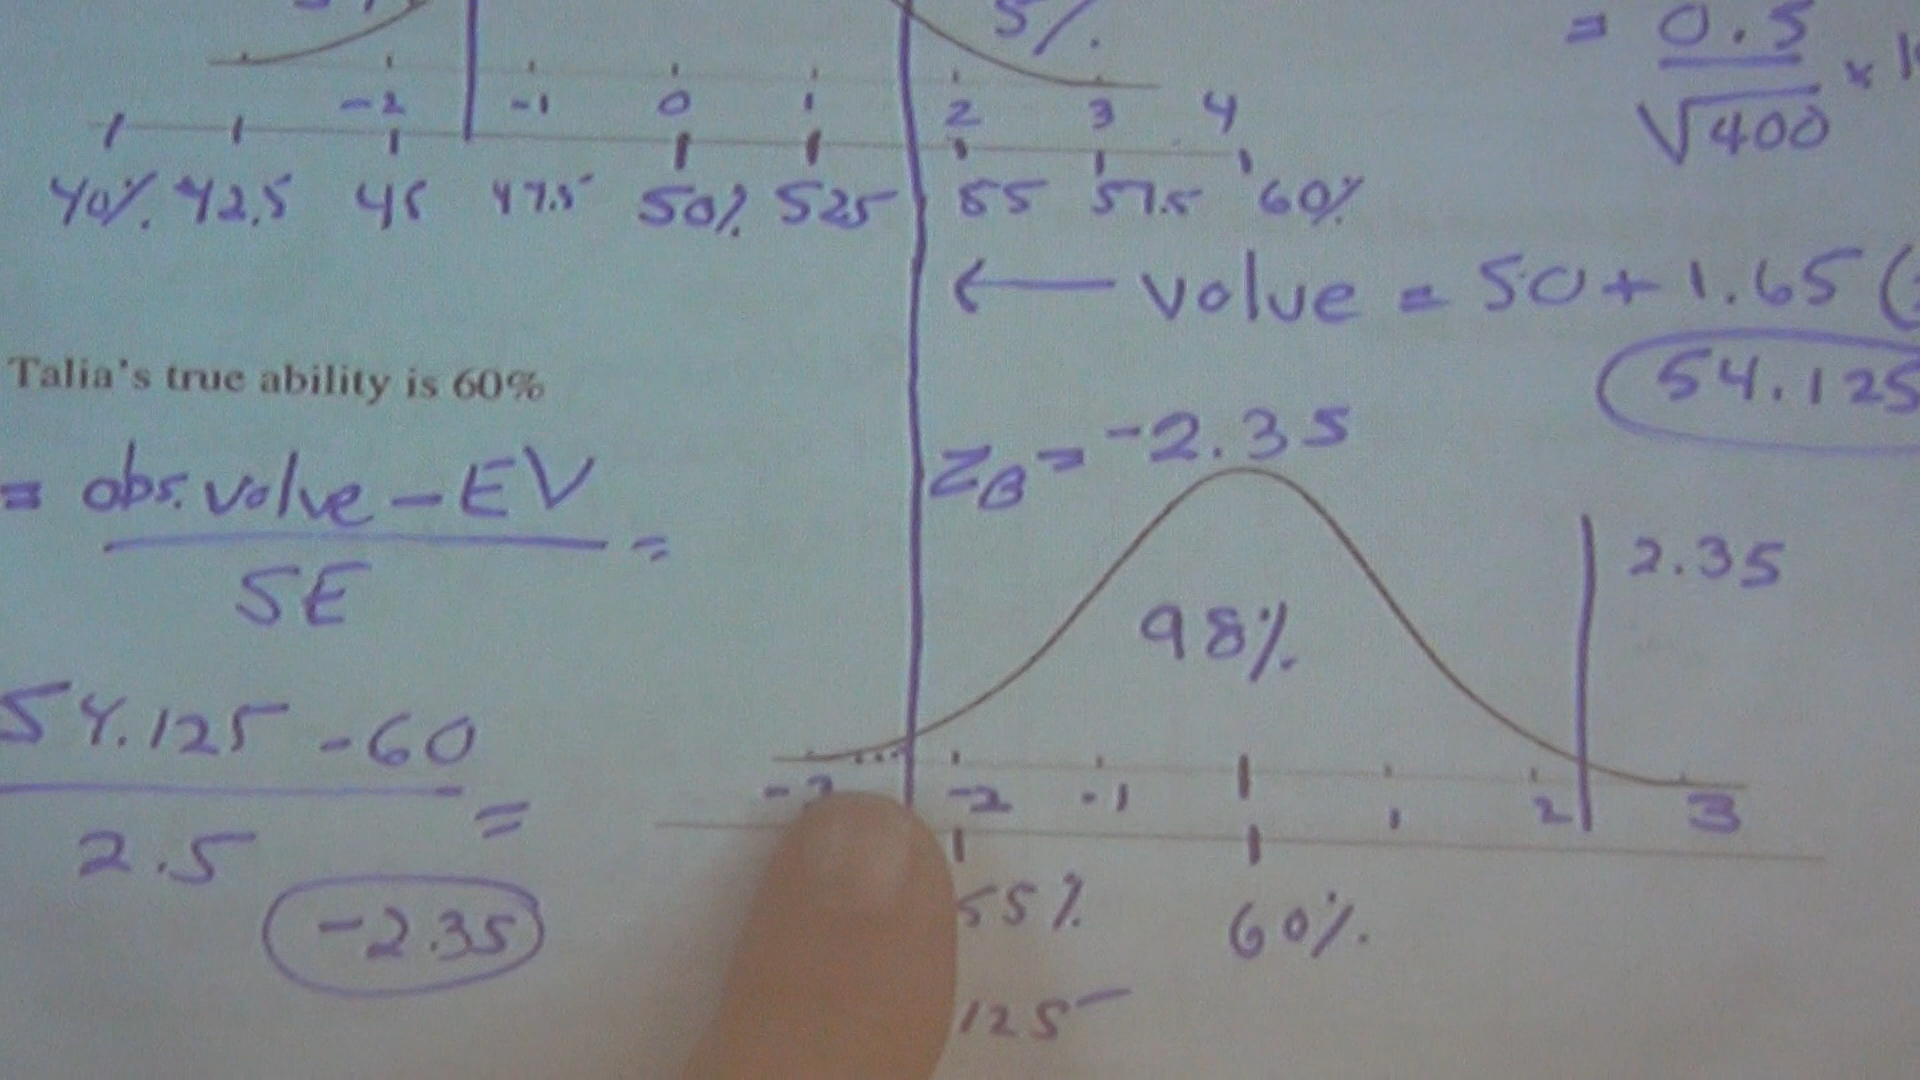 5%.
= 0.5
√400 ×
-2 -1 0 1 2 3 4
40%. 42.5 45 47.5 50% 525 55 57.5 60%
← value = 50 + 1.65 (
54.125
Talia's true ability is 60%
= obs. value - EV =
SE
ZB = -2.35
2.35
98%.
54.125 - 60 =
2.5
-2.35
-2 -1 1 2 3
55% 60%.
125